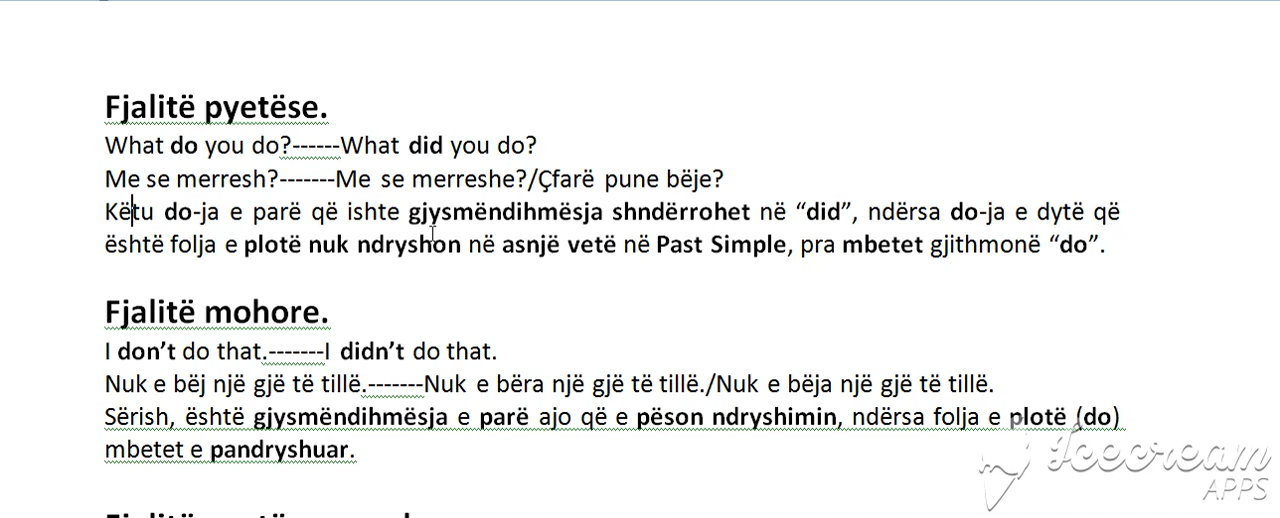 Fjalitë pyetëse.
What do you do?------What did you do?
Me se merresh?-------Me se merreshe?/Çfarë pune bëje?
Këtu do-ja e parë që ishte gjysmëndihmësja shndërrohet në “did”, ndërsa do-ja e dytë që
është folja e plotë nuk ndryshon në asnjë vetë në Past Simple, pra mbetet gjithmonë “do”.
Fjalitë mohore.
I don’t do that.-------I didn’t do that.
Nuk e bëj një gjë të tillë.-------Nuk e bëra një gjë të tillë./Nuk e bëja një gjë të tillë.
Sërish, është gjysmëndihmësja e parë ajo që e pëson ndryshimin, ndërsa folja e plotë (do)
mbetet e pandryshuar.
Icecream
APPS